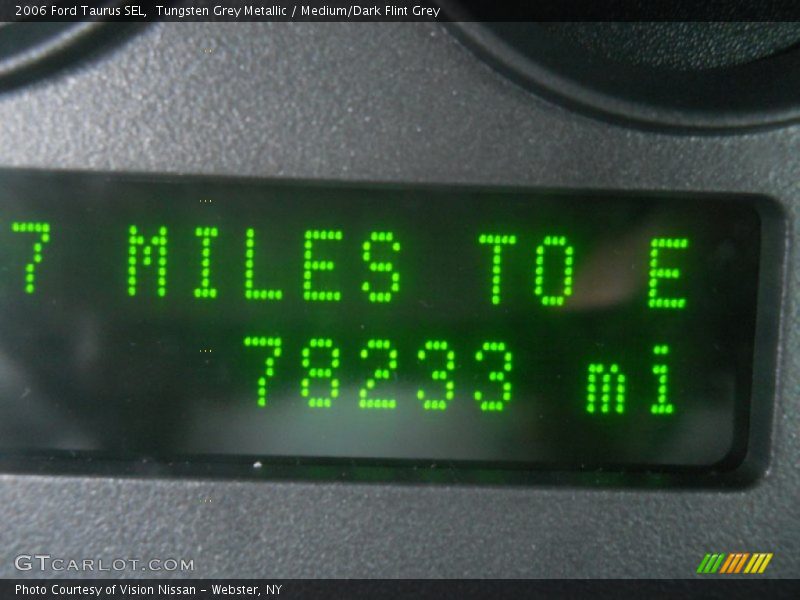 2006 Ford Taurus SEL, Tungsten Grey Metallic / Medium/Dark Flint Grey
7 MILES TO E
78233 mi
GTCARLOT.COM
Photo Courtesy of Vision Nissan - Webster, NY